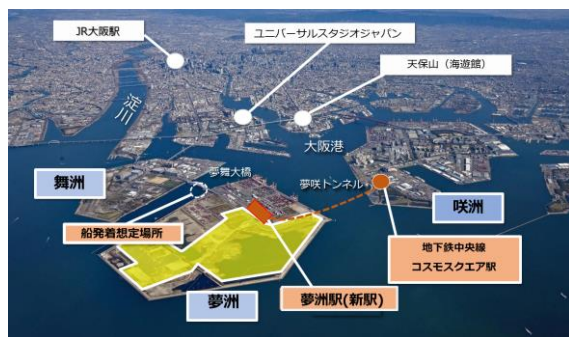 JR大阪駅
ユニバーサルスタジオジャパン
天保山（海遊館）
淀川
大阪港
夢舞大橋
舞洲
夢咲トンネル
咲洲
船発着想定場所
地下鉄中央線
コスモスクエア駅
夢洲
夢洲駅(新駅)